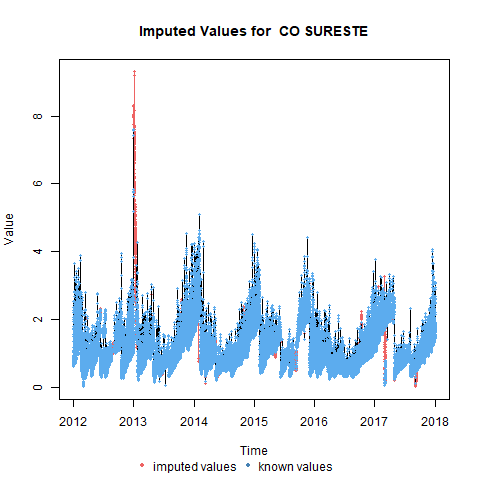 Imputed Values for CO SURESTE
Value
8
6
4
2
0
2012 2013 2014 2015 2016 2017 2018
Time
imputed values known values